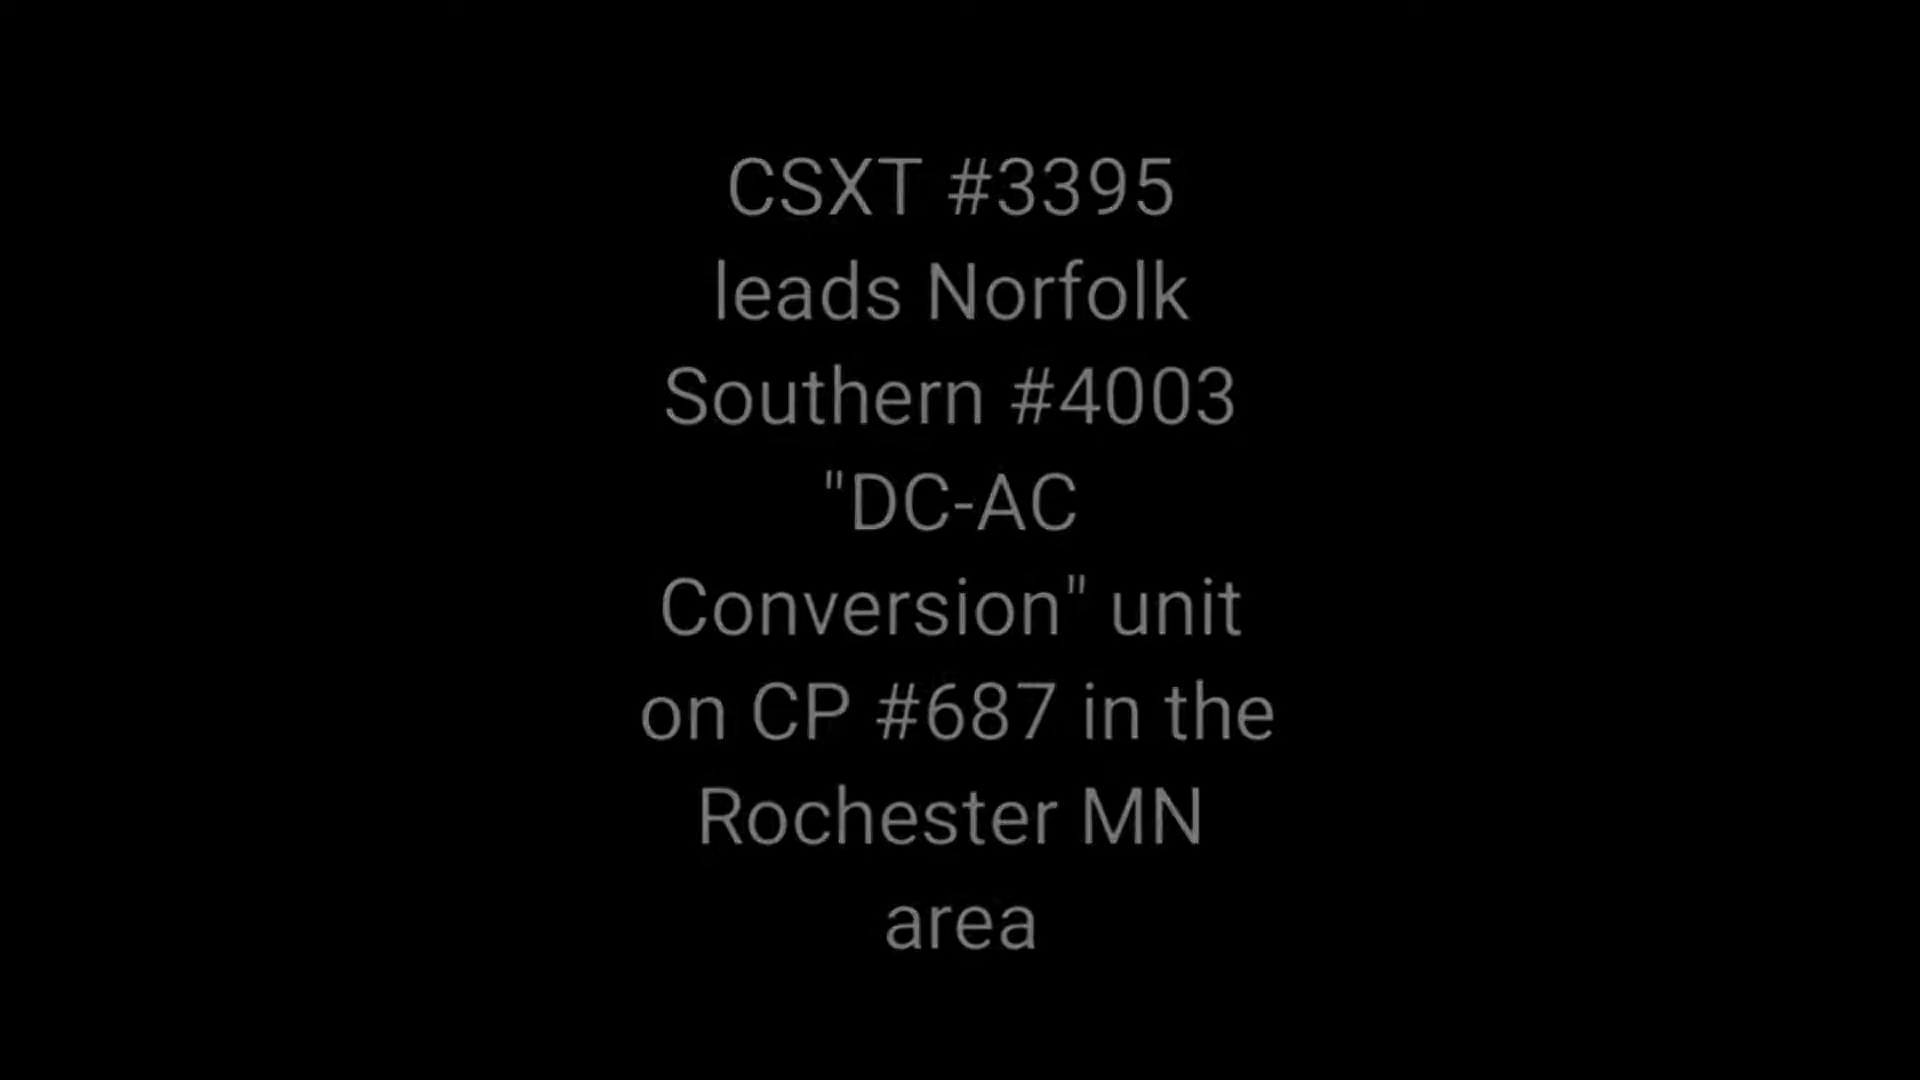 CSXT #3395
leads Norfolk
Southern #4003
"DC-AC
Conversion" unit
on CP #687 in the
Rochester MN
area